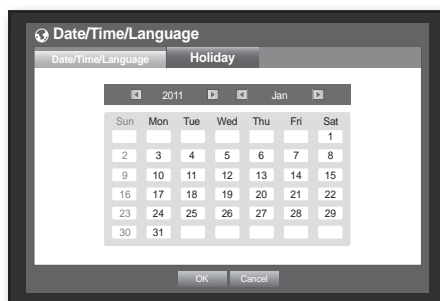 Date/Time/Language
Date/Time/Language Holiday
2011 Jan
Sun Mon Tue Wed Thu Fri Sat
1
2 3 4 5 6 7 8
9 10 11 12 13 14 15
16 17 18 19 20 21 22
23 24 25 26 27 28 29
30 31
OK Cancel